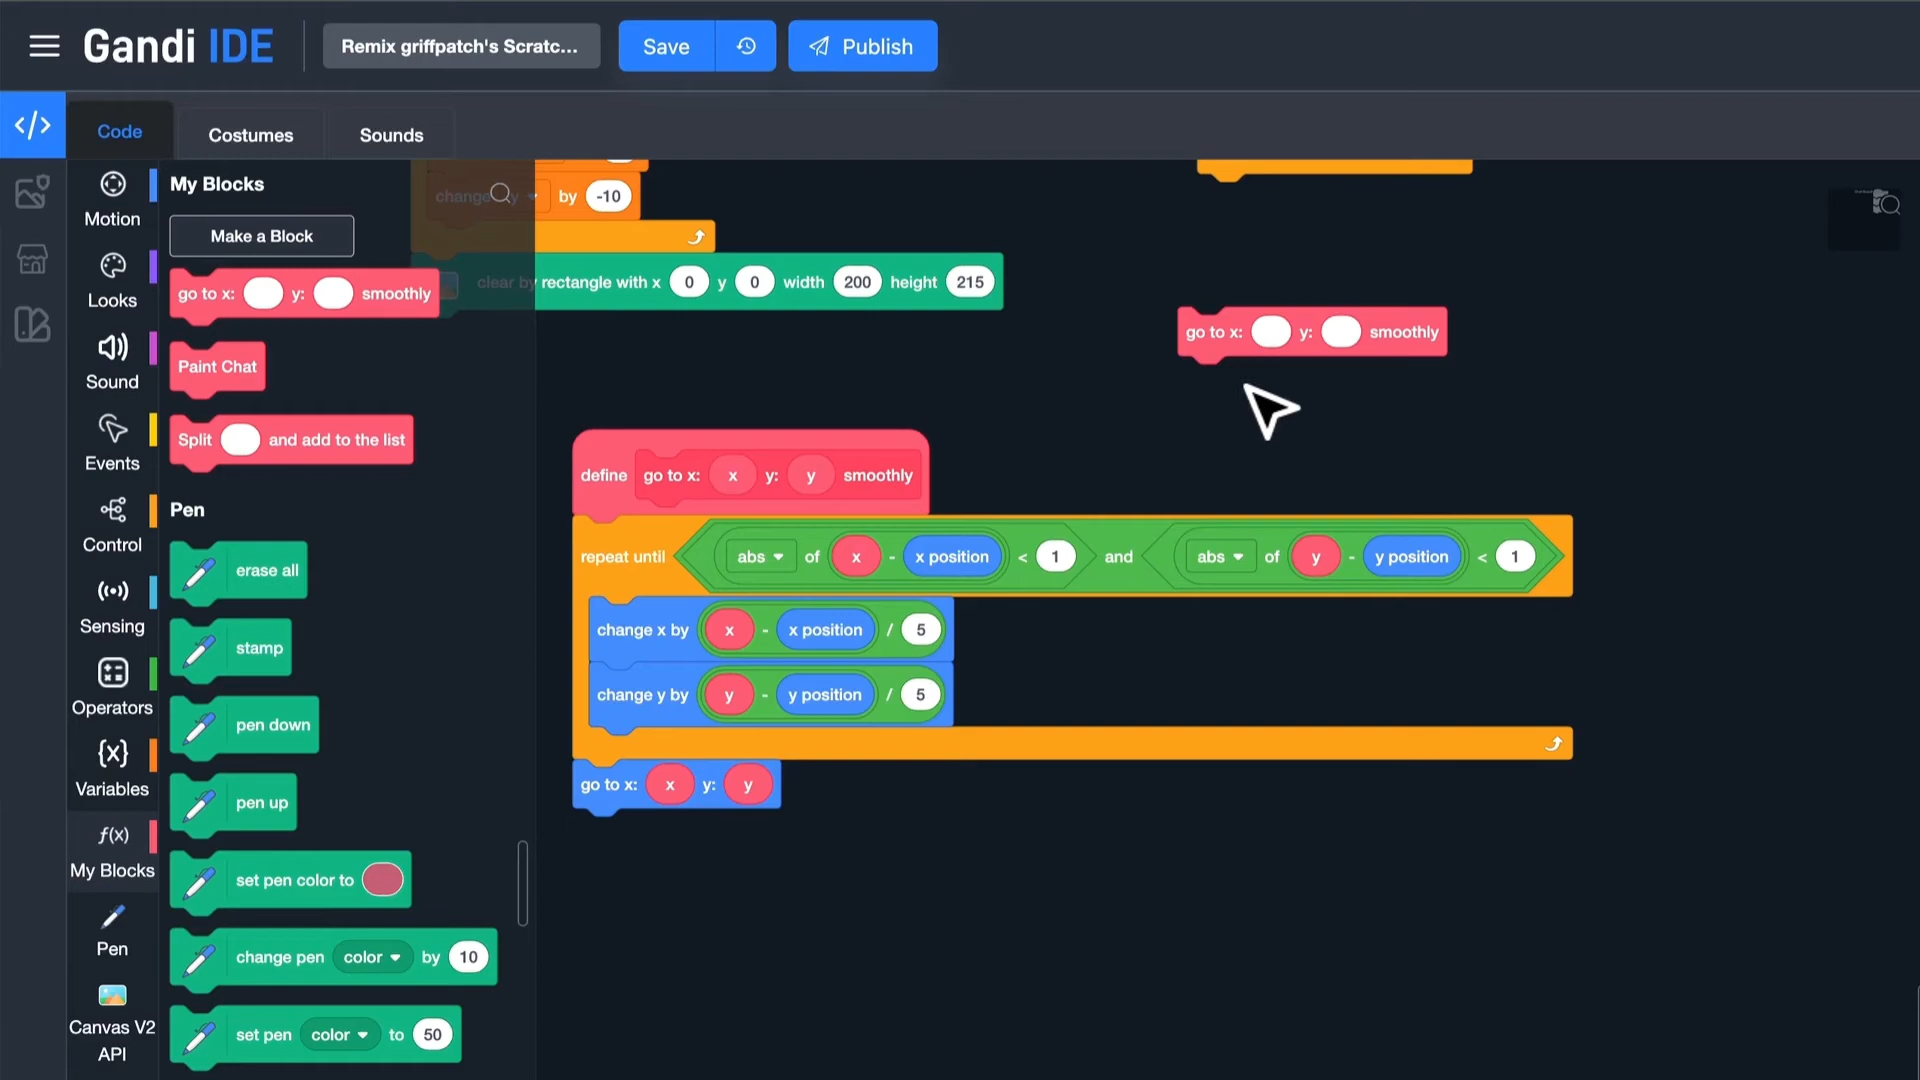 Gandi IDE
Remix griffpatch's Scratc...
Save
Publish
Code
Costumes
Sounds
Motion
Looks
Sound
Events
Control
Sensing
Operators
Variables
f(x)
My Blocks
Pen
Canvas V2
API
My Blocks
Make a Block
go to x: y: smoothly
Paint Chat
Split and add to the list
Pen
erase all
stamp
pen down
pen up
set pen color to
change pen color by 10
set pen color to 50
change y by -10
clear by rectangle with x 0 y 0 width 200 height 215
go to x: y: smoothly
define go to x: x y: y smoothly
repeat until abs of x - x position < 1 and abs of y - y position < 1
change x by x - x position / 5
change y by y - y position / 5
go to x: x y: y